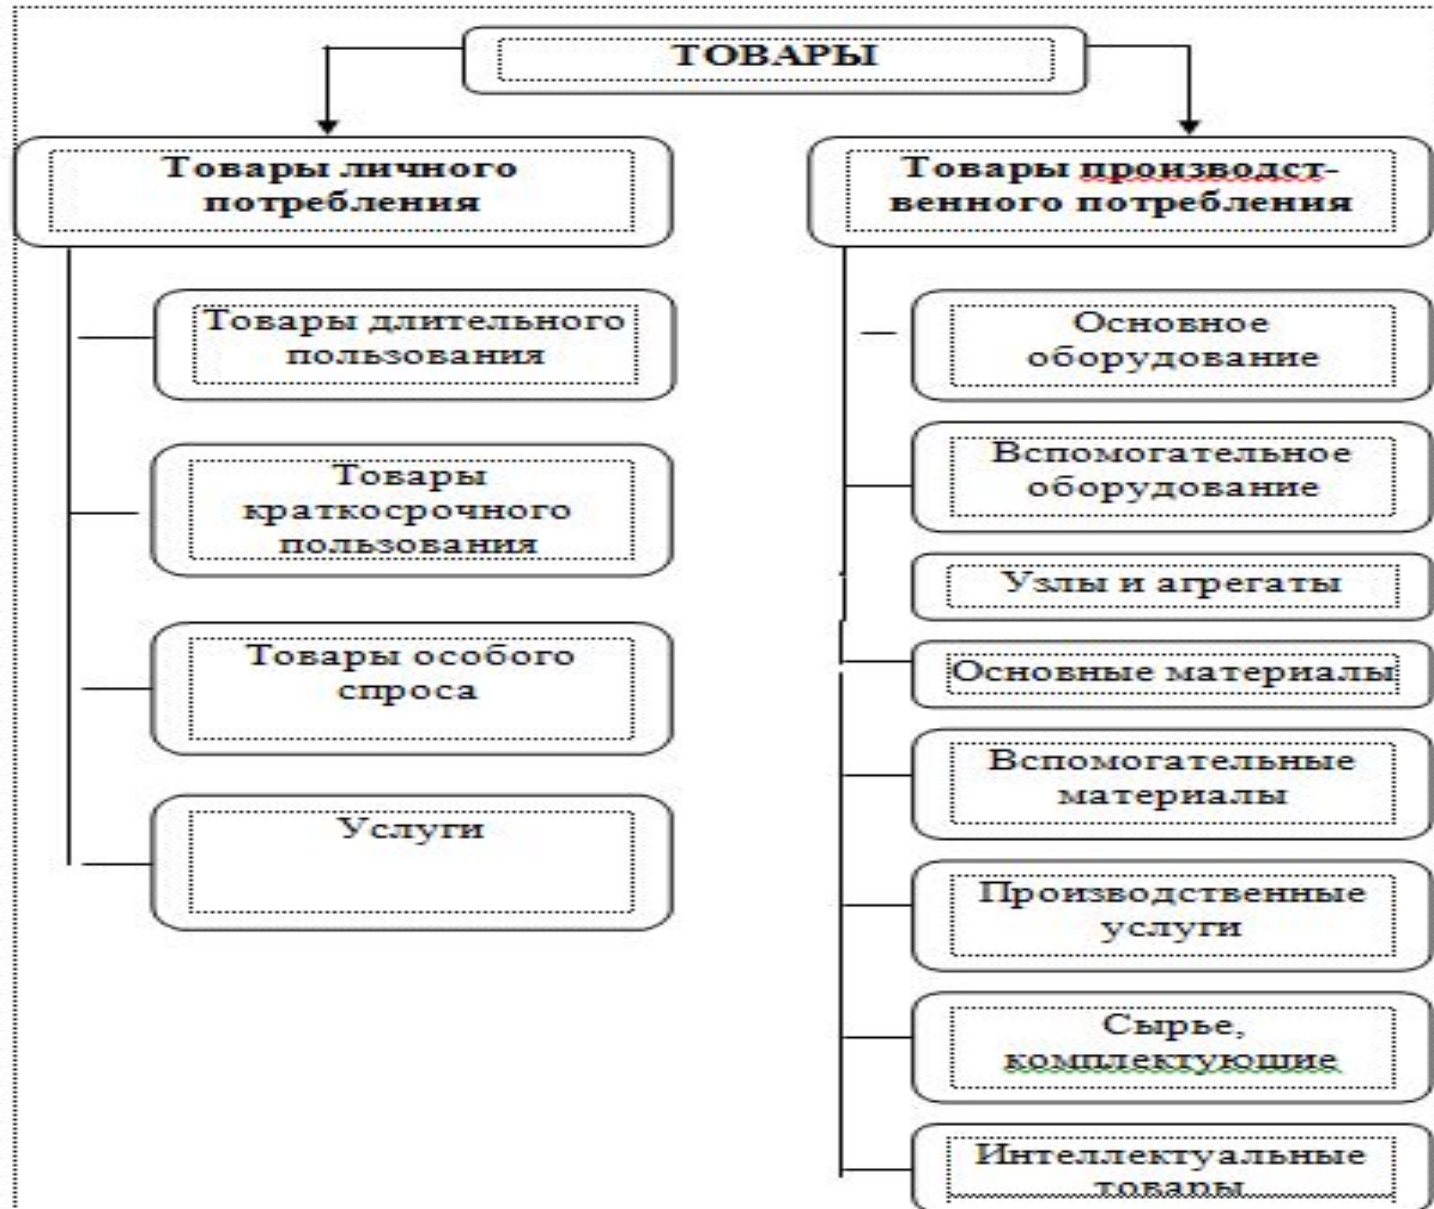 ТОВАРЫ
Товары личного
потребления
Товары длительного
пользования
Товары
краткосрочного
пользования
Товары особого
спроса
Услуги
Товары производст-
венного потребления
Основное
оборудование
Вспомогательное
оборудование
Узлы и агрегаты
Основные материалы
Вспомогательные
материалы
Производственные
услуги
Сырье,
комплектующие
Интеллектуальные
товары